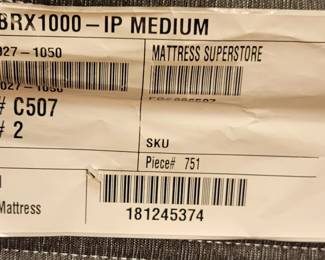 BRX1000-IP MEDIUM
027-1050
MATTRESS SUPERSTORE
# C507
# 2
SKU
Piece# 751
Mattress
181245374